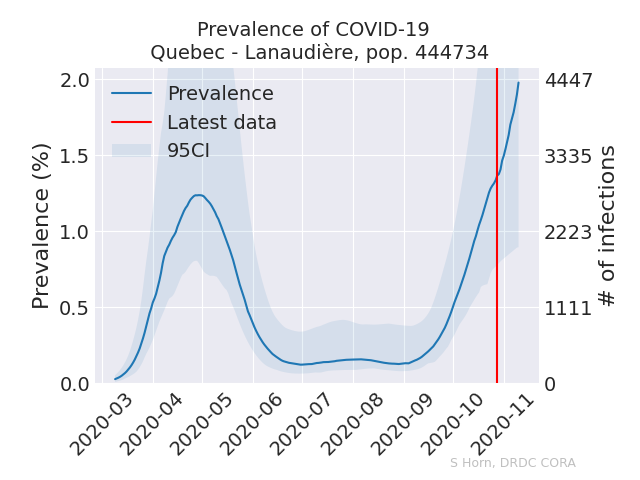 Prevalence of COVID-19
Quebec - Lanaudière, pop. 444734
Prevalence
Latest data
95CI
Prevalence (%)
2.0
1.5
1.0
0.5
0.0
4447
3335
2223
1111
0
# of infections
2020-03
2020-04
2020-05
2020-06
2020-07
2020-08
2020-09
2020-10
2020-11
S Horn, DRDC CORA